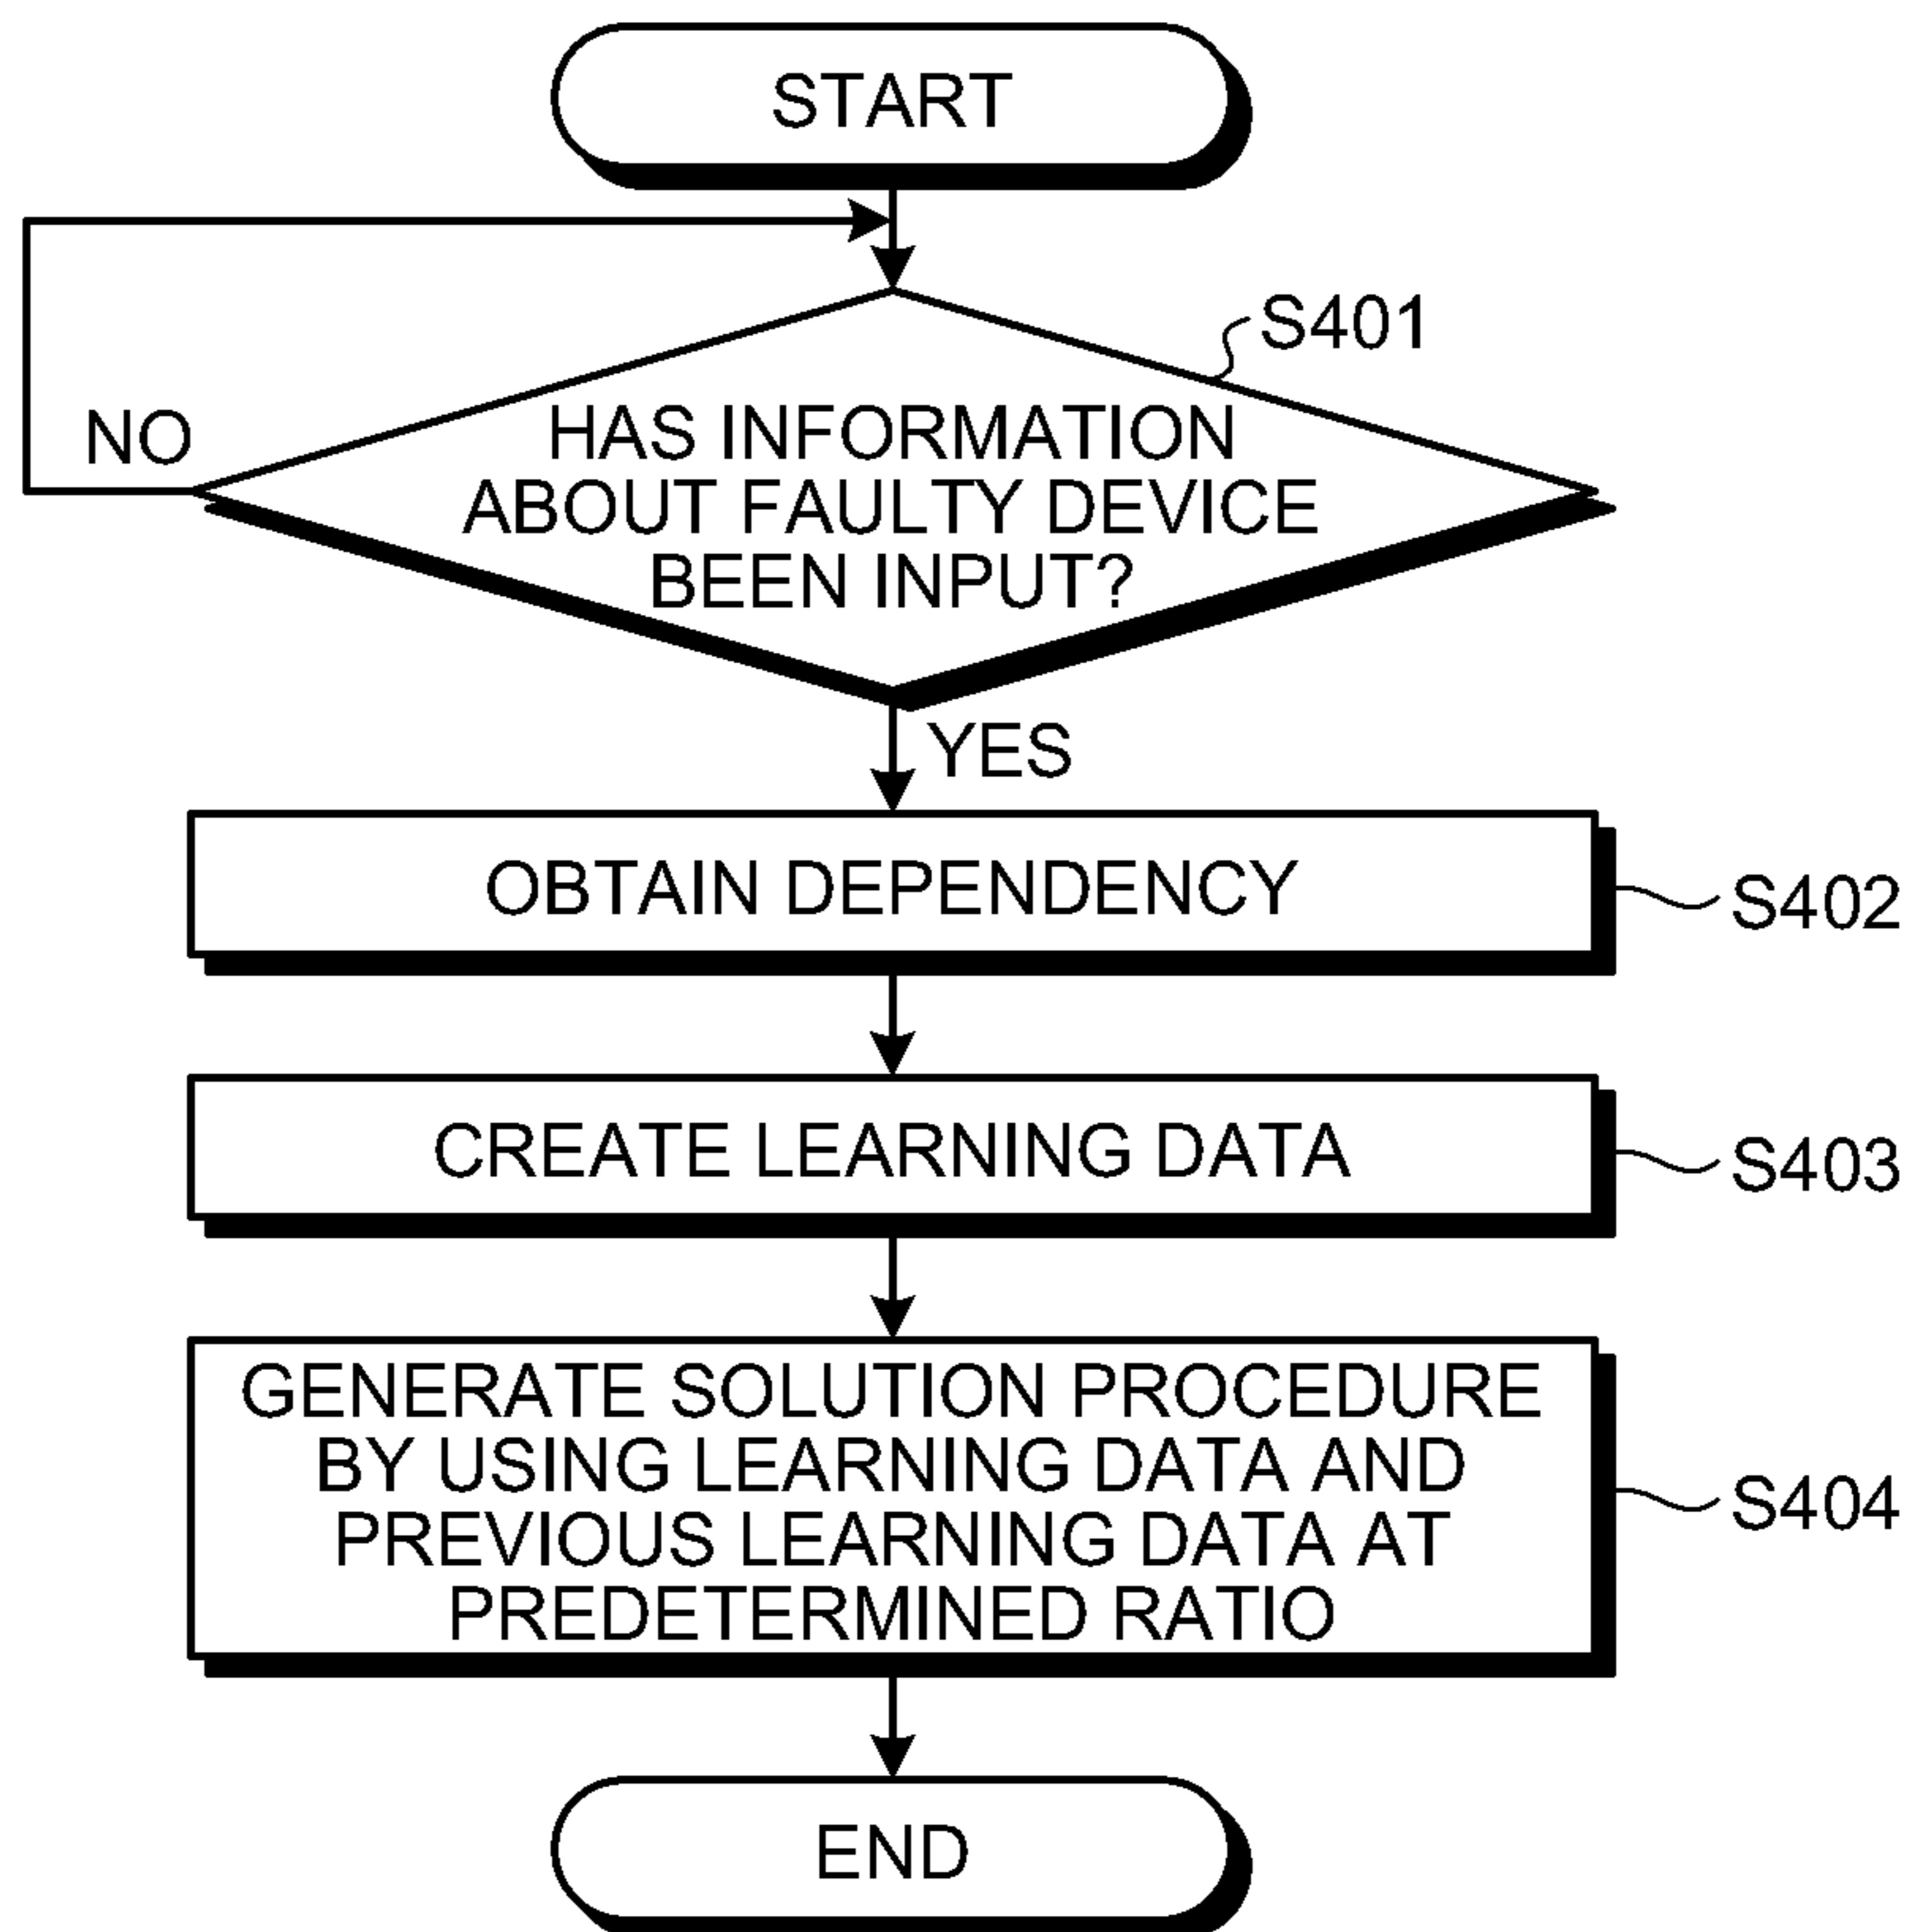 START
S401
HAS INFORMATION
ABOUT FAULTY DEVICE
BEEN INPUT?
NO
YES
OBTAIN DEPENDENCY
S402
CREATE LEARNING DATA
S403
GENERATE SOLUTION PROCEDURE
BY USING LEARNING DATA AND
PREVIOUS LEARNING DATA AT
PREDETERMINED RATIO
S404
END